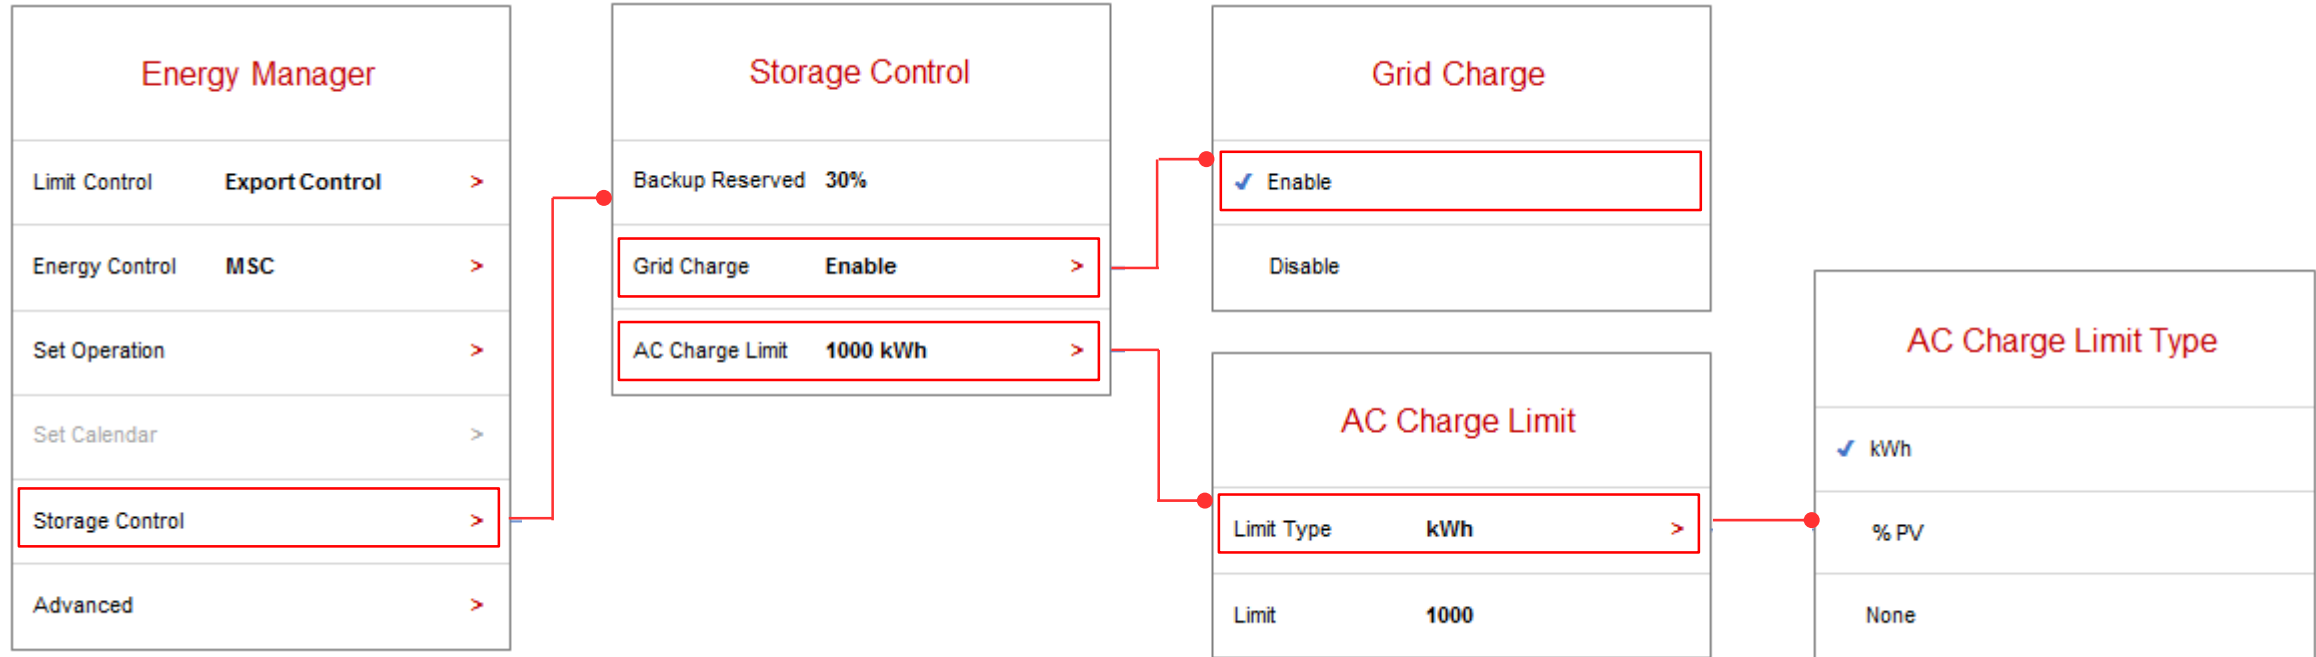 Energy Manager
Limit Control Export Control >
Energy Control MSC >
Set Operation >
Set Calendar >
Storage Control >
Advanced >
Storage Control
Backup Reserved 30%
Grid Charge Enable >
AC Charge Limit 1000 kWh >
Grid Charge
✓ Enable
Disable
AC Charge Limit
Limit Type kWh >
Limit 1000
AC Charge Limit Type
✓ kWh
% PV
None